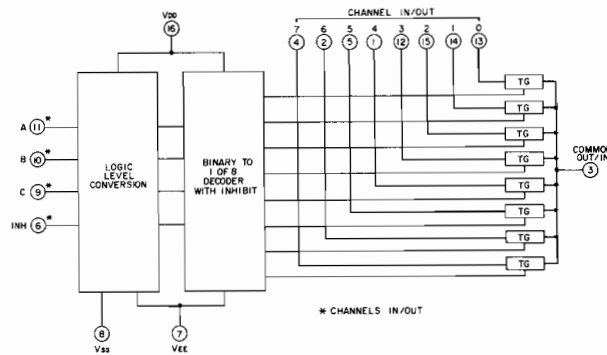 CHANNEL IN/OUT
7 6 5 4 3 2 1 0
4 2 5 1 12 15 14 13
VDD
16
TG
TG
TG
TG
TG
TG
TG
TG
A 11 *
B 10 *
C 9 *
INH 6 *
LOGIC
LEVEL
CONVERSION
BINARY TO
1 OF 8
DECODER
WITH INHIBIT
COMMON
OUT/IN
3
* CHANNELS IN/OUT
8
VSS
7
VEE